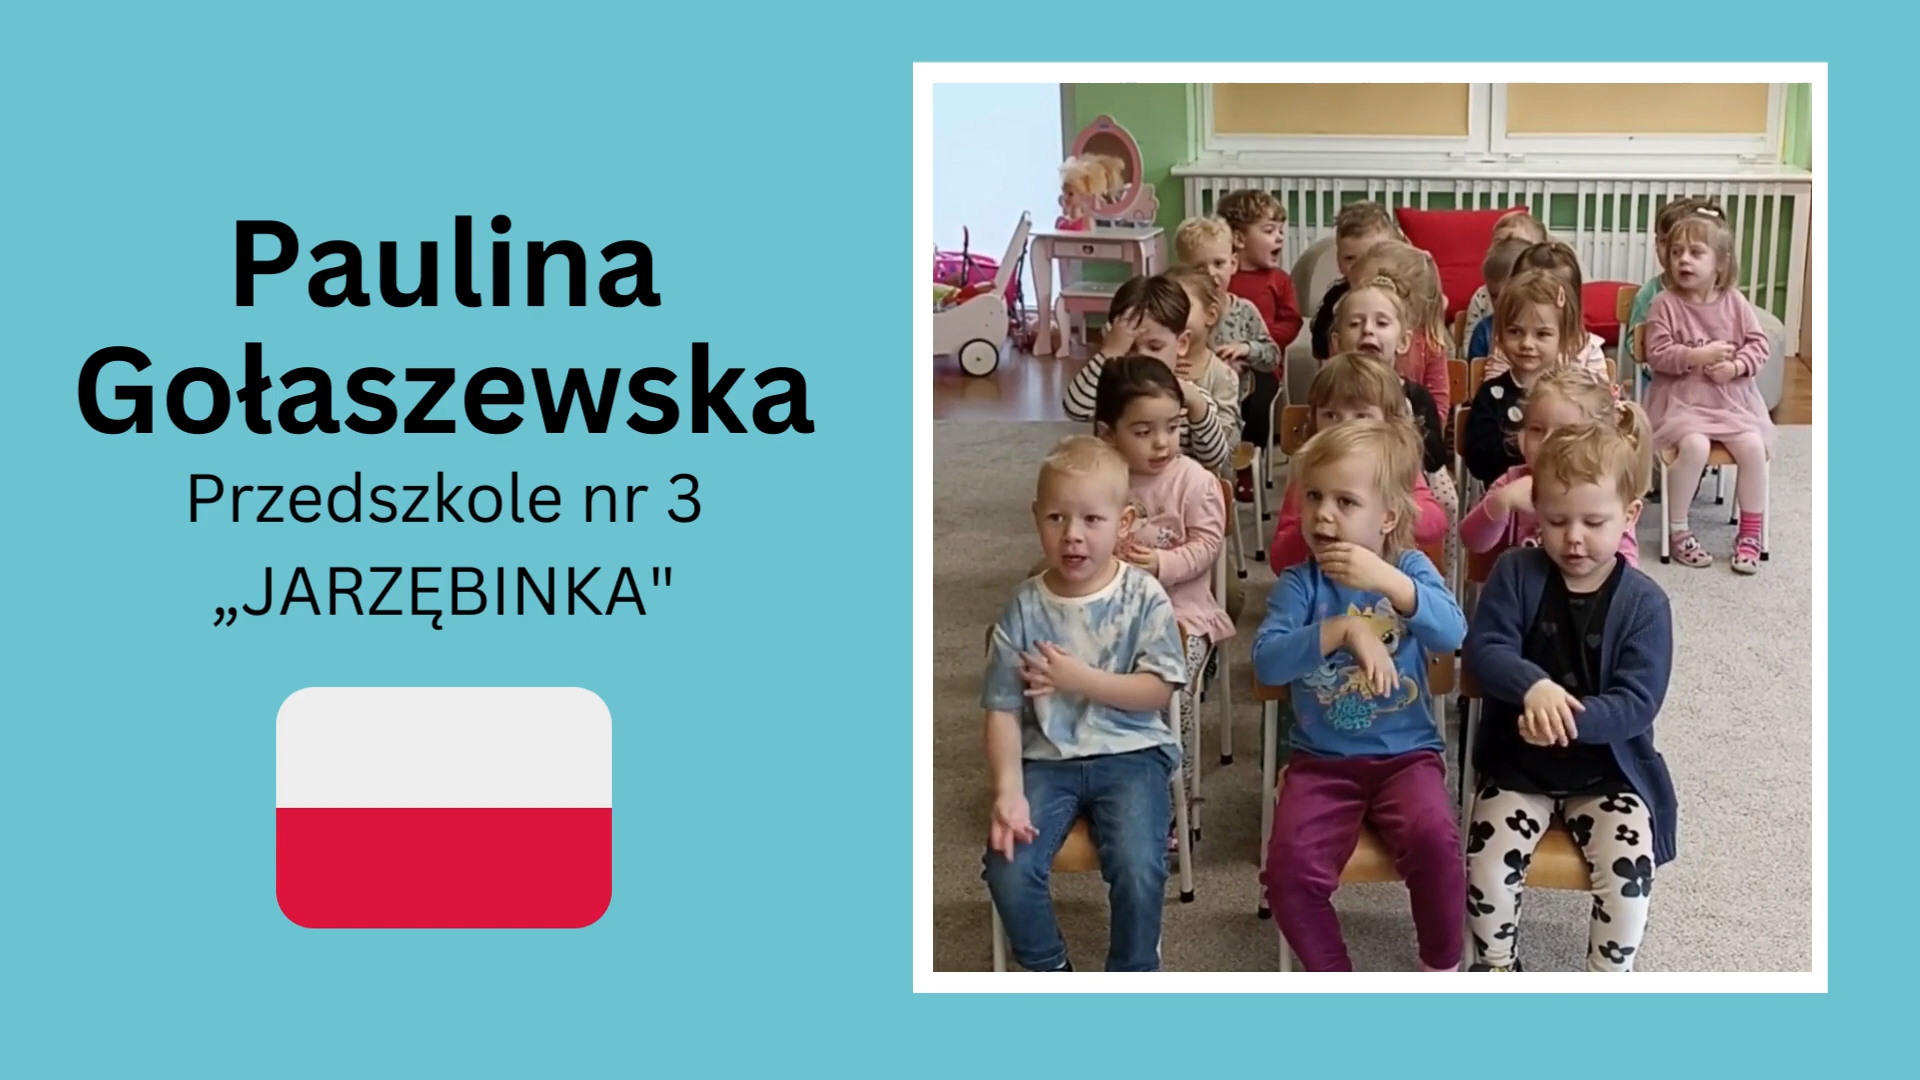 Paulina
Gołaszewska
Przedszkole nr 3
„JARZĘBINKA"